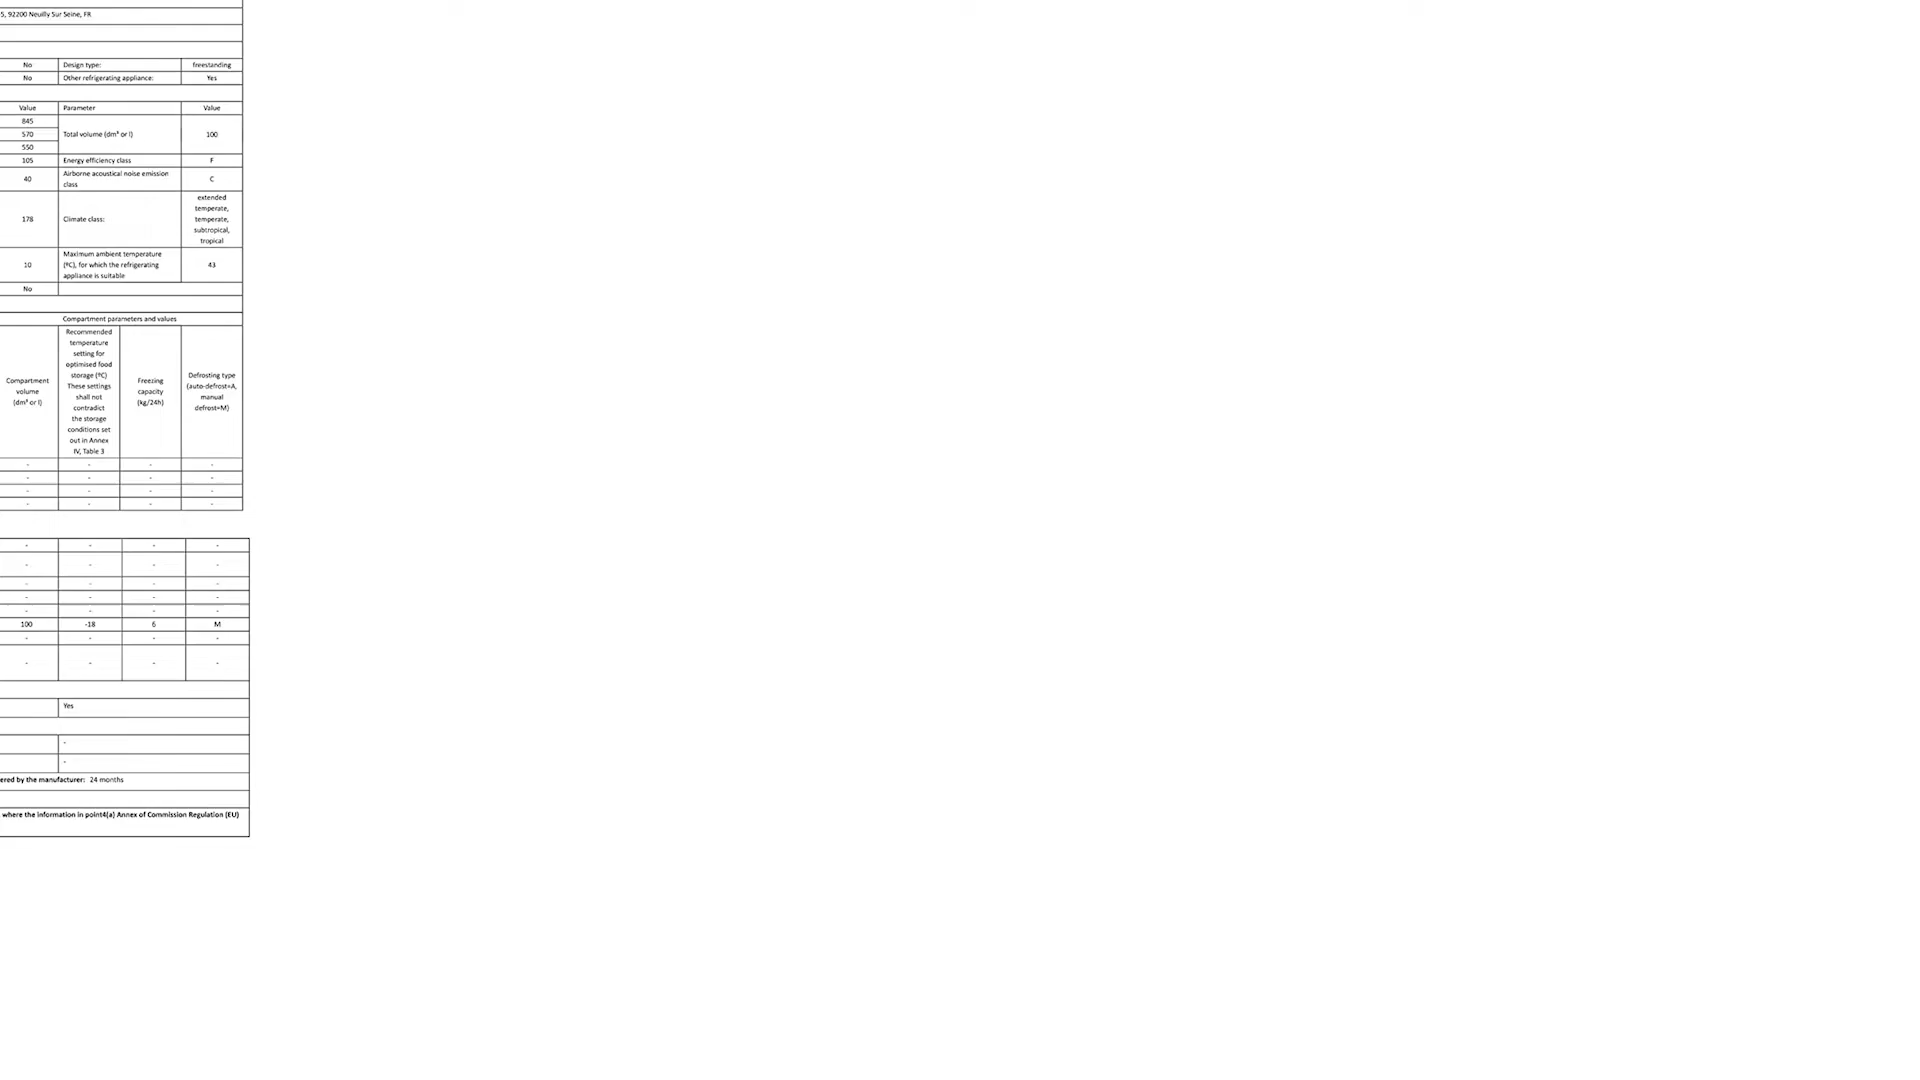 5, 92200 Neuilly Sur Seine, FR
No Design type: freestanding
No Other refrigerating appliance: Yes
Value Parameter Value
845
570 Total volume (dm³ or l) 100
550
105 Energy efficiency class F
40 Airborne acoustical noise emission class C
178 Climate class: extended temperate, temperate, subtropical, tropical
10 Maximum ambient temperature (ºC), for which the refrigerating appliance is suitable 43
No
Compartment parameters and values
Compartment volume (dm³ or l) Recommended temperature setting for optimised food storage (ºC) These settings shall not contradict the storage conditions set out in Annex IV, Table 3 Freezing capacity (kg/24h) Defrosting type (auto-defrost=A, manual defrost=M)
- - - -
- - - -
- - - -
- - - -
- - - -
- - - -
- - - -
- - - -
- - - -
100 -18 6 M
- - - -
- - - -
Yes
-
-
ered by the manufacturer: 24 months
where the information in point4(a) Annex of Commission Regulation (EU)